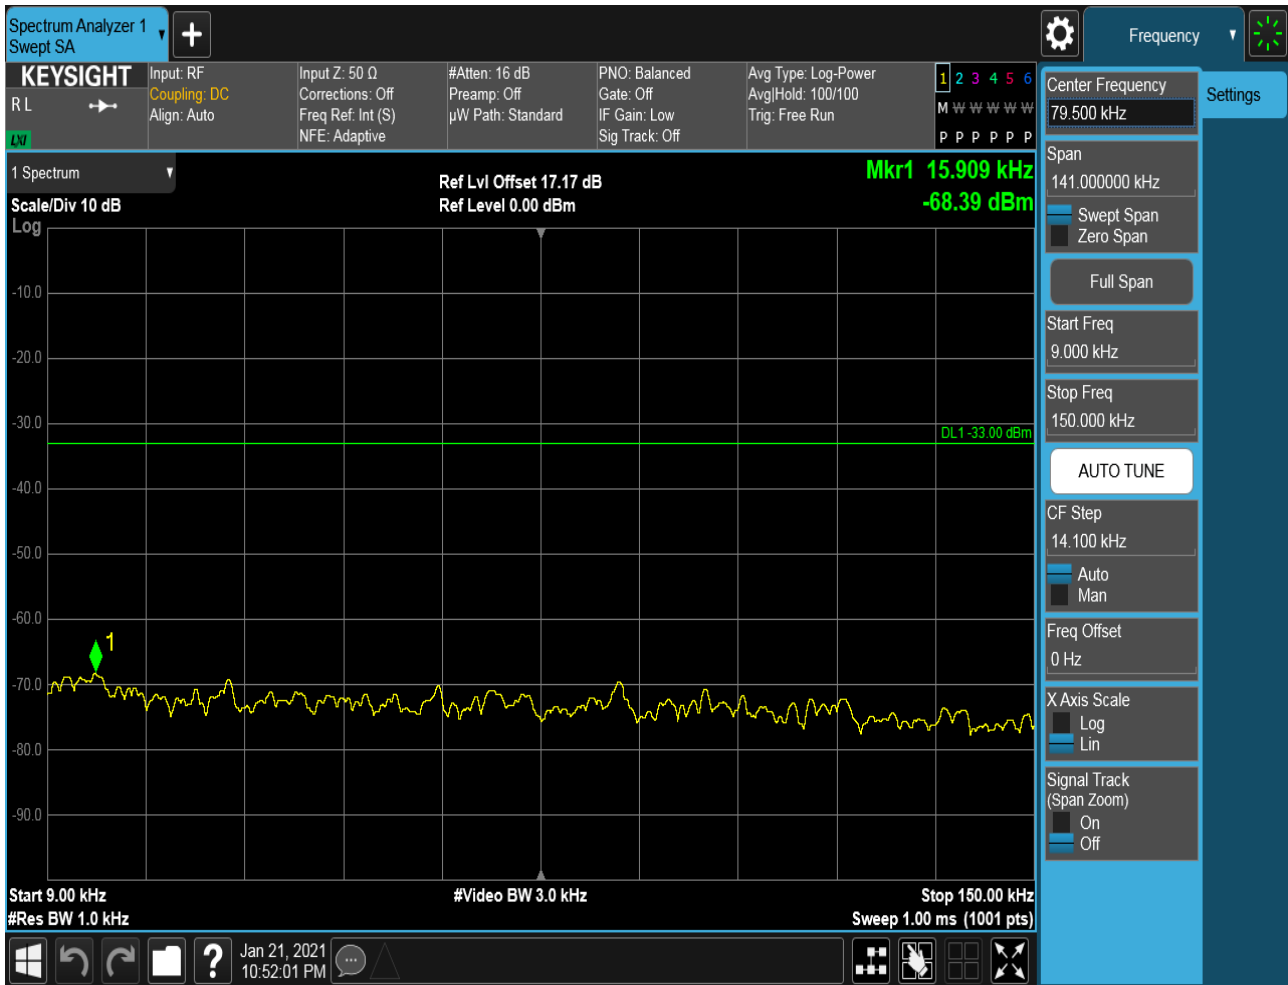 Spectrum Analyzer 1
Swept SA
+
Frequency
KEYSIGHT
R L
LXI
Input: RF
Coupling: DC
Align: Auto
Input Z: 50 Ω
Corrections: Off
Freq Ref: Int (S)
NFE: Adaptive
#Atten: 16 dB
Preamp: Off
µW Path: Standard
PNO: Balanced
Gate: Off
IF Gain: Low
Sig Track: Off
Avg Type: Log-Power
Avg|Hold: 100/100
Trig: Free Run
1 2 3 4 5 6
M W W W W W
P P P P P P
1 Spectrum
Scale/Div 10 dB
Log
Ref Lvl Offset 17.17 dB
Ref Level 0.00 dBm
Mkr1 15.909 kHz
-68.39 dBm
-10.0
-20.0
-30.0
DL1 -33.00 dBm
-40.0
-50.0
-60.0
1
-70.0
-80.0
-90.0
Start 9.00 kHz
#Res BW 1.0 kHz
#Video BW 3.0 kHz
Stop 150.00 kHz
Sweep 1.00 ms (1001 pts)
Center Frequency
79.500 kHz
Settings
Span
141.000000 kHz
Swept Span
Zero Span
Full Span
Start Freq
9.000 kHz
Stop Freq
150.000 kHz
AUTO TUNE
CF Step
14.100 kHz
Auto
Man
Freq Offset
0 Hz
X Axis Scale
Log
Lin
Signal Track
(Span Zoom)
On
Off
?
Jan 21, 2021
10:52:01 PM